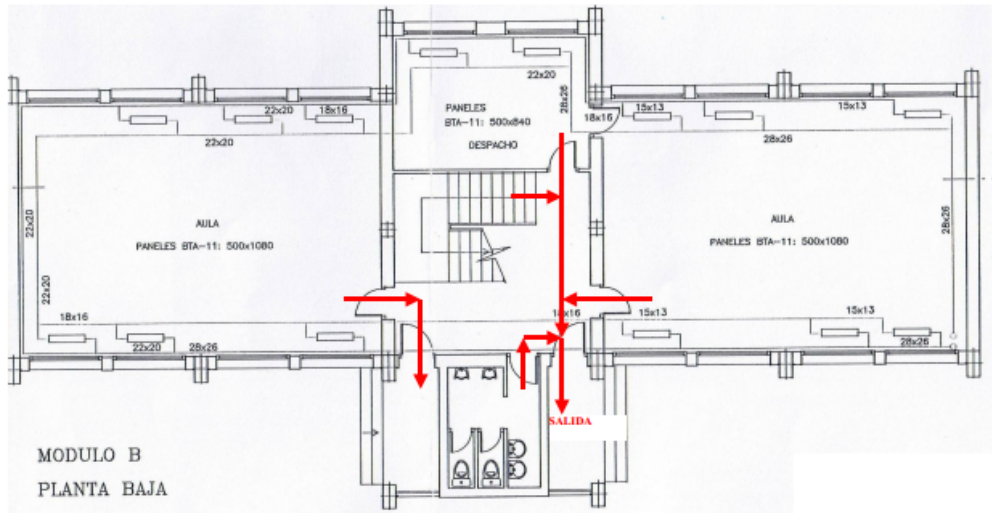 22x20
28x26
PANELES
BTA-11: 500x840
DESPACHO
22x20
18x16
22x20
18x16
15x13
15x13
28x26
22x20
AULA
PANELES BTA-11: 500x1080
AULA
PANELES BTA-11: 500x1080
28x26
22x20
18x16
22x20
28x26
18x16
15x13
15x13
28x26
SALIDA
MODULO B
PLANTA BAJA